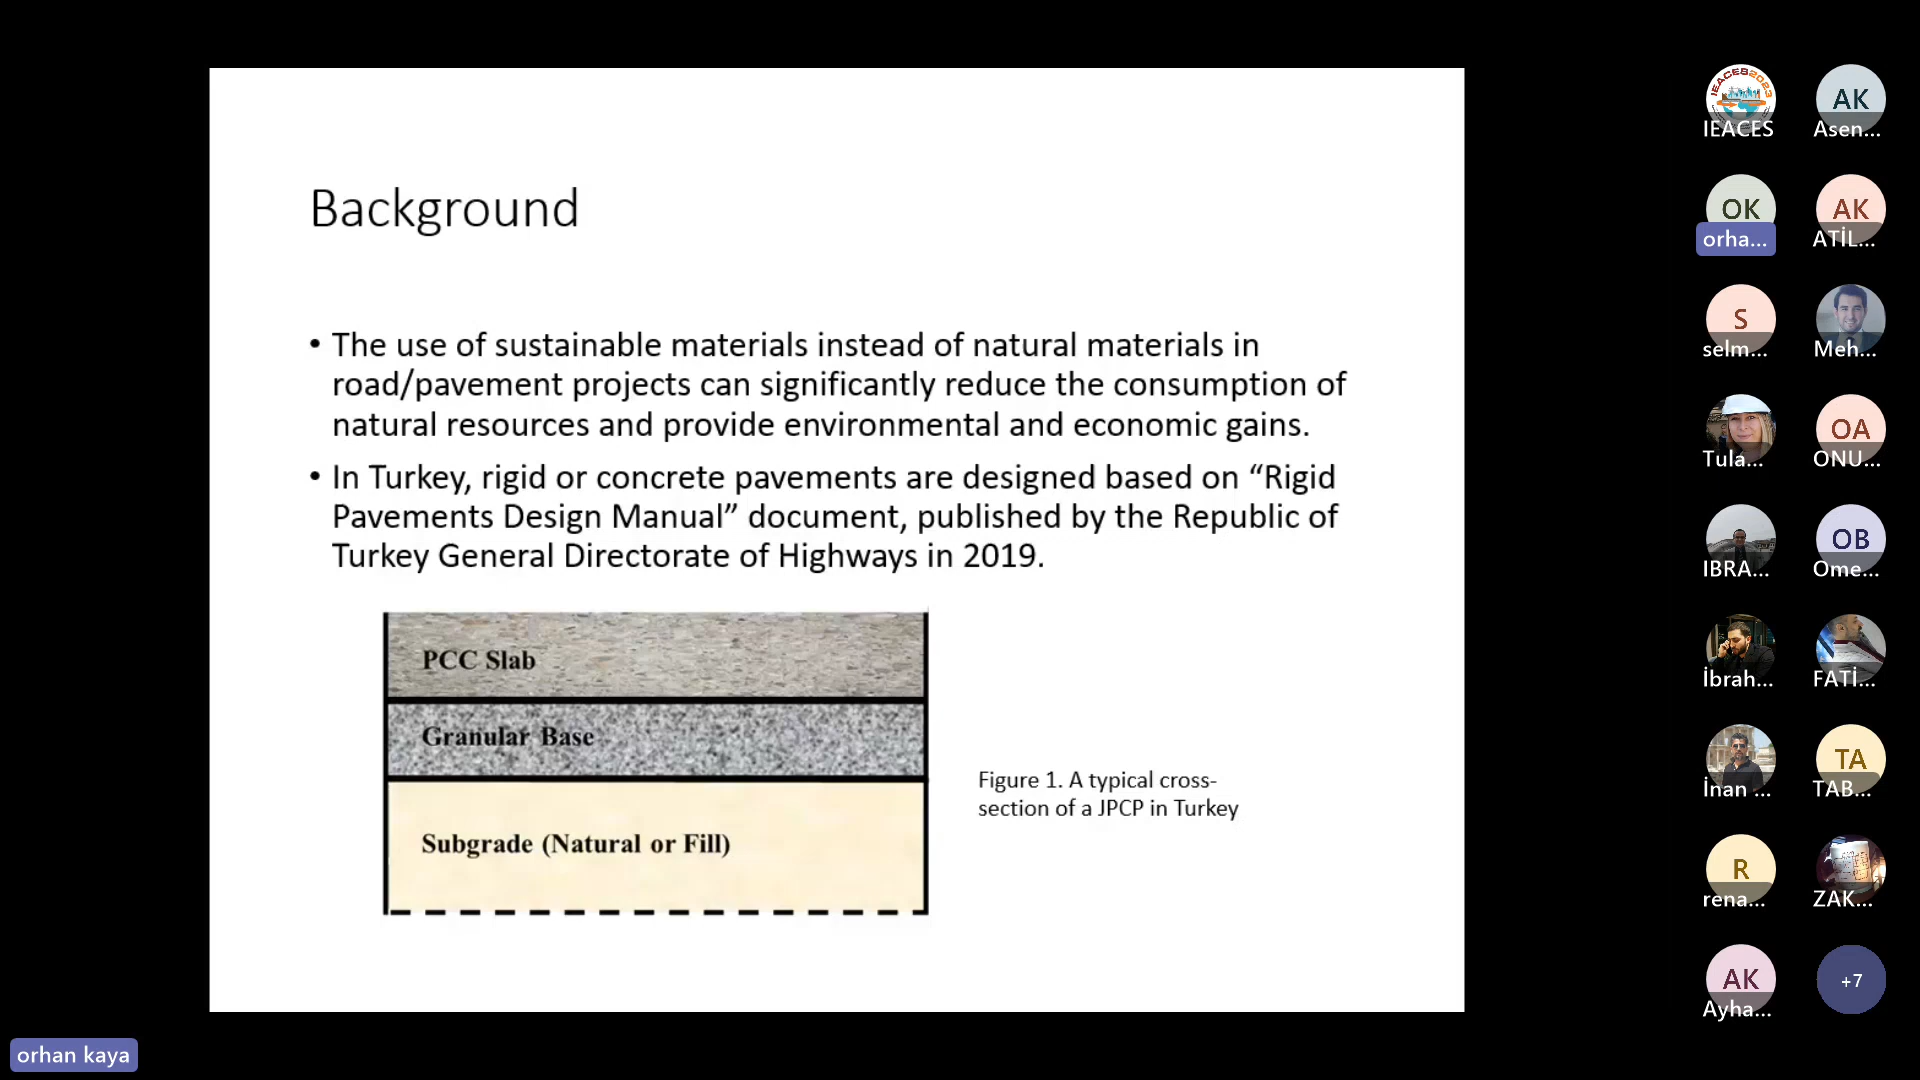 Background
• The use of sustainable materials instead of natural materials in
road/pavement projects can significantly reduce the consumption of
natural resources and provide environmental and economic gains.
• In Turkey, rigid or concrete pavements are designed based on “Rigid
Pavements Design Manual” document, published by the Republic of
Turkey General Directorate of Highways in 2019.
PCC Slab
Granular Base
Subgrade (Natural or Fill)
Figure 1. A typical cross-
section of a JPCP in Turkey
IEACES2023
IEACES
AK
Asen...
OK
orha...
AK
ATİL...
S
selm...
Meh...
Tula...
OA
ONU...
IBRA...
OB
Ome...
İbrah...
FATİ...
İnan ...
TA
TAB...
R
rena...
ZAK...
AK
Ayha...
+7
orhan kaya